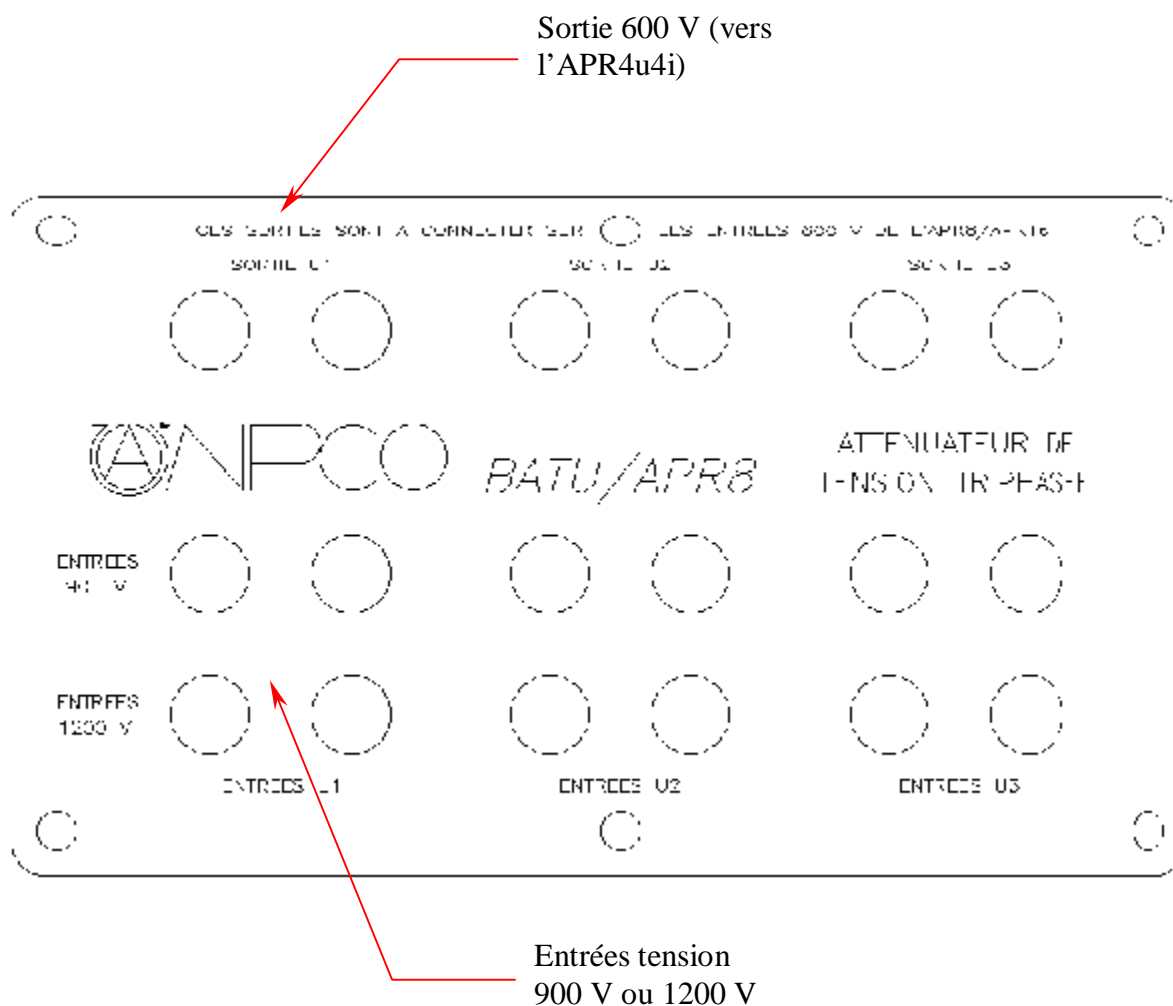 Sortie 600 V (vers
l’APR4u4i)
CES SORTIES SONT A CONNECTER SUR LES ENTREES 600 V DE L'APR8/
SORTIE U1 SORTIE U2 SORTIE U3
ANPCO
BATU/APR8
ATTENUATEUR DE
TENSION TRIPHASE
ENTREES
900 V
ENTREES
1200 V
ENTREES U1 ENTREES U2 ENTREES U3
Entrées tension
900 V ou 1200 V